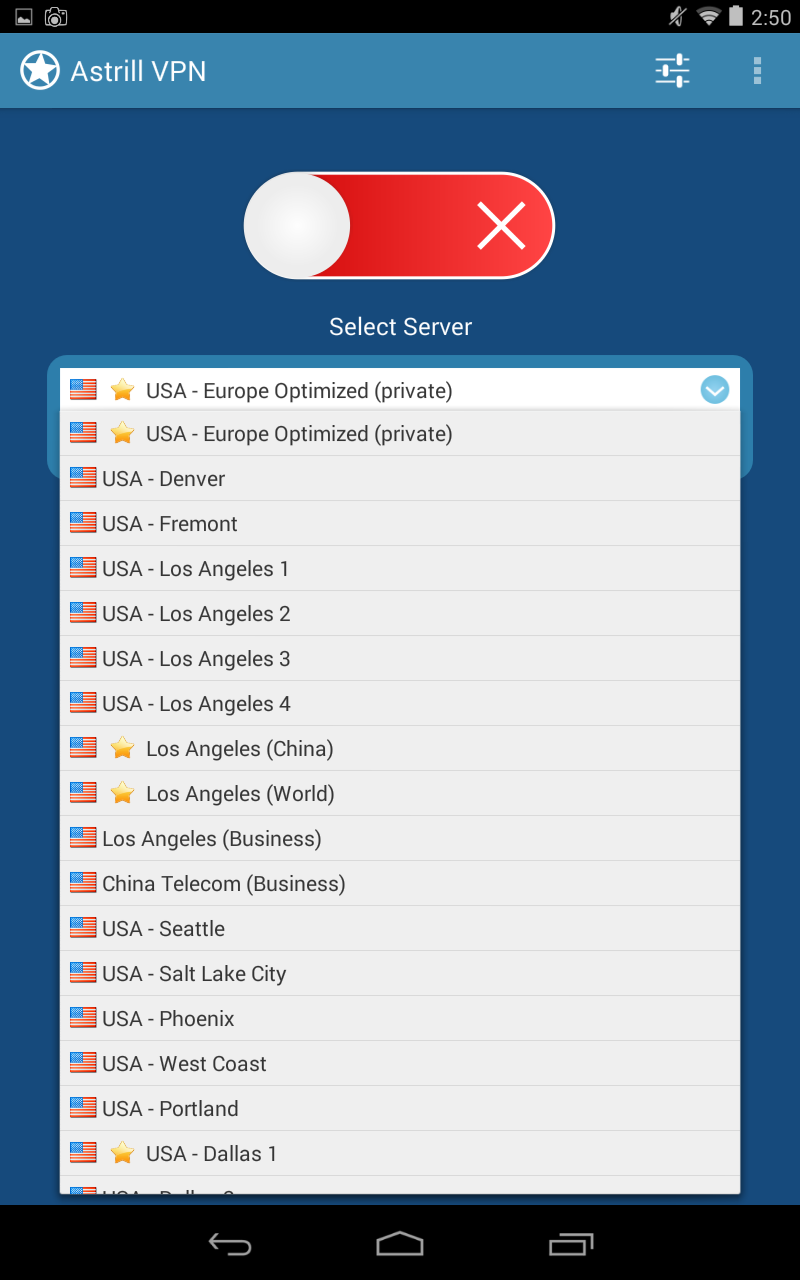 2:50
Astrill VPN
Select Server
USA - Europe Optimized (private)
USA - Europe Optimized (private)
USA - Denver
USA - Fremont
USA - Los Angeles 1
USA - Los Angeles 2
USA - Los Angeles 3
USA - Los Angeles 4
Los Angeles (China)
Los Angeles (World)
Los Angeles (Business)
China Telecom (Business)
USA - Seattle
USA - Salt Lake City
USA - Phoenix
USA - West Coast
USA - Portland
USA - Dallas 1